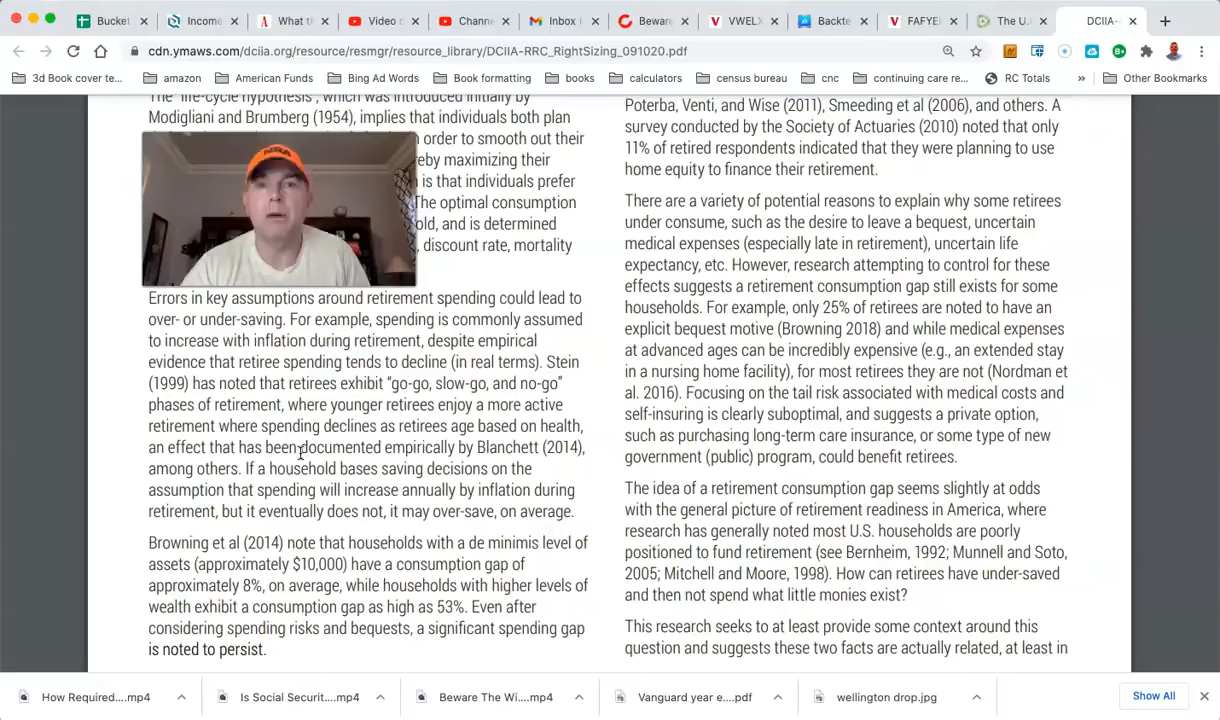 Bucket
Income
What t
Video c
Channe
Inbox
Beware
VWELX
Backte
FAFYE
The U.
DCIIA-
cdn.ymaws.com/dciia.org/resource/resmgr/resource_library/DCIIA-RRC_RightSizing_091020.pdf
3d Book cover te...
amazon
American Funds
Bing Ad Words
Book formatting
books
calculators
census bureau
cnc
continuing care re...
RC Totals
»
Other Bookmarks
The "life-cycle hypothesis", which was introduced initially by
Modigliani and Brumberg (1954), implies that individuals both plan
order to smooth out their
eby maximizing their
is that individuals prefer
The optimal consumption
old, and is determined
, discount rate, mortality
Errors in key assumptions around retirement spending could lead to
over- or under-saving. For example, spending is commonly assumed
to increase with inflation during retirement, despite empirical
evidence that retiree spending tends to decline (in real terms). Stein
(1999) has noted that retirees exhibit “go-go, slow-go, and no-go”
phases of retirement, where younger retirees enjoy a more active
retirement where spending declines as retirees age based on health,
an effect that has been documented empirically by Blanchett (2014),
among others. If a household bases saving decisions on the
assumption that spending will increase annually by inflation during
retirement, but it eventually does not, it may over-save, on average.
Browning et al (2014) note that households with a de minimis level of
assets (approximately $10,000) have a consumption gap of
approximately 8%, on average, while households with higher levels of
wealth exhibit a consumption gap as high as 53%. Even after
considering spending risks and bequests, a significant spending gap
is noted to persist.
Poterba, Venti, and Wise (2011), Smeeding et al (2006), and others. A
survey conducted by the Society of Actuaries (2010) noted that only
11% of retired respondents indicated that they were planning to use
home equity to finance their retirement.
There are a variety of potential reasons to explain why some retirees
under consume, such as the desire to leave a bequest, uncertain
medical expenses (especially late in retirement), uncertain life
expectancy, etc. However, research attempting to control for these
effects suggests a retirement consumption gap still exists for some
households. For example, only 25% of retirees are noted to have an
explicit bequest motive (Browning 2018) and while medical expenses
at advanced ages can be incredibly expensive (e.g., an extended stay
in a nursing home facility), for most retirees they are not (Nordman et
al. 2016). Focusing on the tail risk associated with medical costs and
self-insuring is clearly suboptimal, and suggests a private option,
such as purchasing long-term care insurance, or some type of new
government (public) program, could benefit retirees.
The idea of a retirement consumption gap seems slightly at odds
with the general picture of retirement readiness in America, where
research has generally noted most U.S. households are poorly
positioned to fund retirement (see Bernheim, 1992; Munnell and Soto,
2005; Mitchell and Moore, 1998). How can retirees have under-saved
and then not spend what little monies exist?
This research seeks to at least provide some context around this
question and suggests these two facts are actually related, at least in
How Required....mp4
Is Social Securit....mp4
Beware The Wi....mp4
Vanguard year e....pdf
wellington drop.jpg
Show All